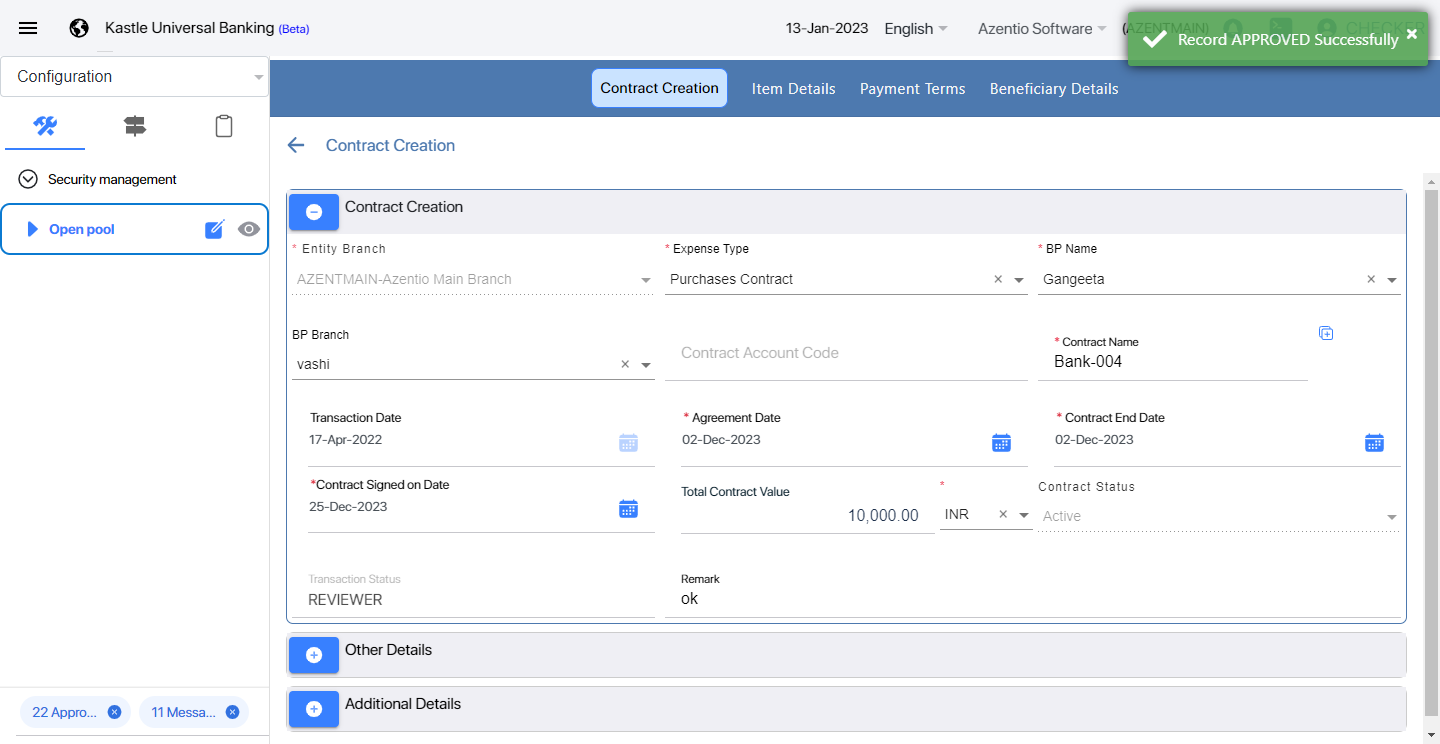 Kastle Universal Banking (Beta)
13-Jan-2023
English
Azentio Software
(AZENTMAIN)
CHECKER
Record APPROVED Successfully
Configuration
Contract Creation
Item Details
Payment Terms
Beneficiary Details
Contract Creation
Security management
Open pool
Contract Creation
* Entity Branch
* Expense Type
* BP Name
AZENTMAIN-Azentio Main Branch
Purchases Contract
Gangeeta
BP Branch
* Contract Name
vashi
Contract Account Code
Bank-004
Transaction Date
* Agreement Date
* Contract End Date
17-Apr-2022
02-Dec-2023
02-Dec-2023
*Contract Signed on Date
Total Contract Value
*
Contract Status
25-Dec-2023
10,000.00
INR
Active
Transaction Status
Remark
REVIEWER
ok
Other Details
Additional Details
22 Appro...
11 Messa...